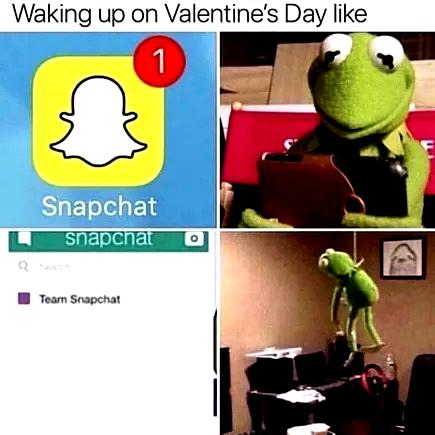 Waking up on Valentine's Day like
1
Snapchat
snapchat
Team Snapchat